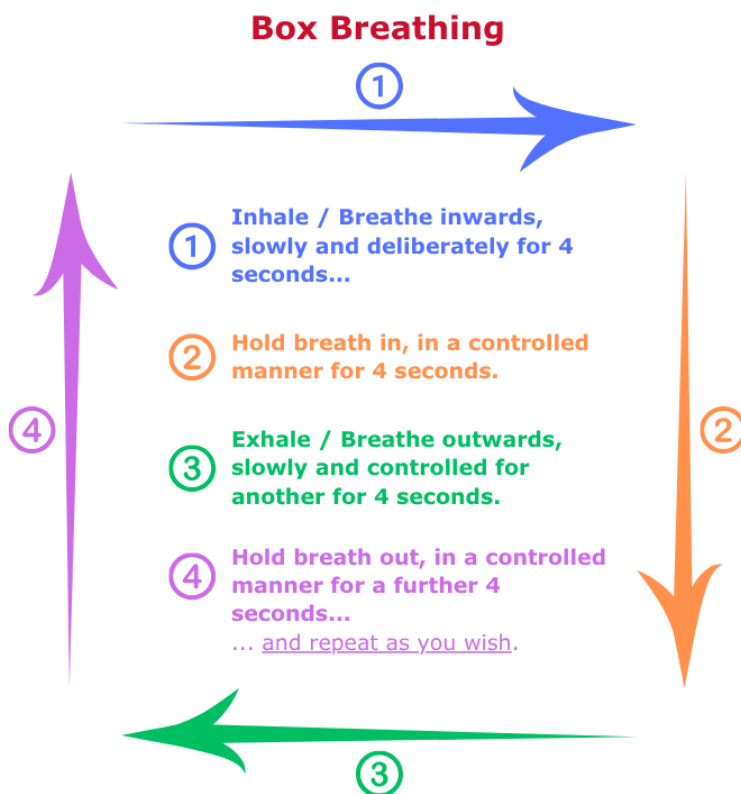 Box Breathing
1
1
Inhale / Breathe inwards,
slowly and deliberately for 4
seconds...
2
Hold breath in, in a controlled
manner for 4 seconds.
4
2
3
Exhale / Breathe outwards,
slowly and controlled for
another for 4 seconds.
4
Hold breath out, in a controlled
manner for a further 4
seconds...
... and repeat as you wish.
3